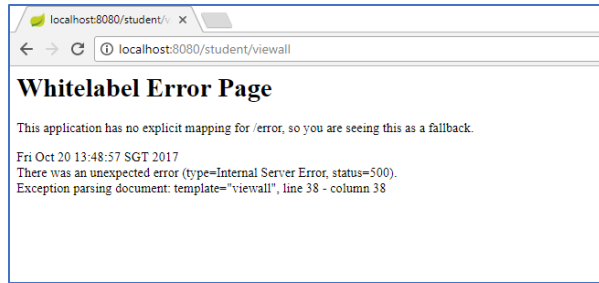 localhost:8080/student/v
localhost:8080/student/viewall
Whitelabel Error Page
This application has no explicit mapping for /error, so you are seeing this as a fallback.
Fri Oct 20 13:48:57 SGT 2017
There was an unexpected error (type=Internal Server Error, status=500).
Exception parsing document: template="viewall", line 38 - column 38